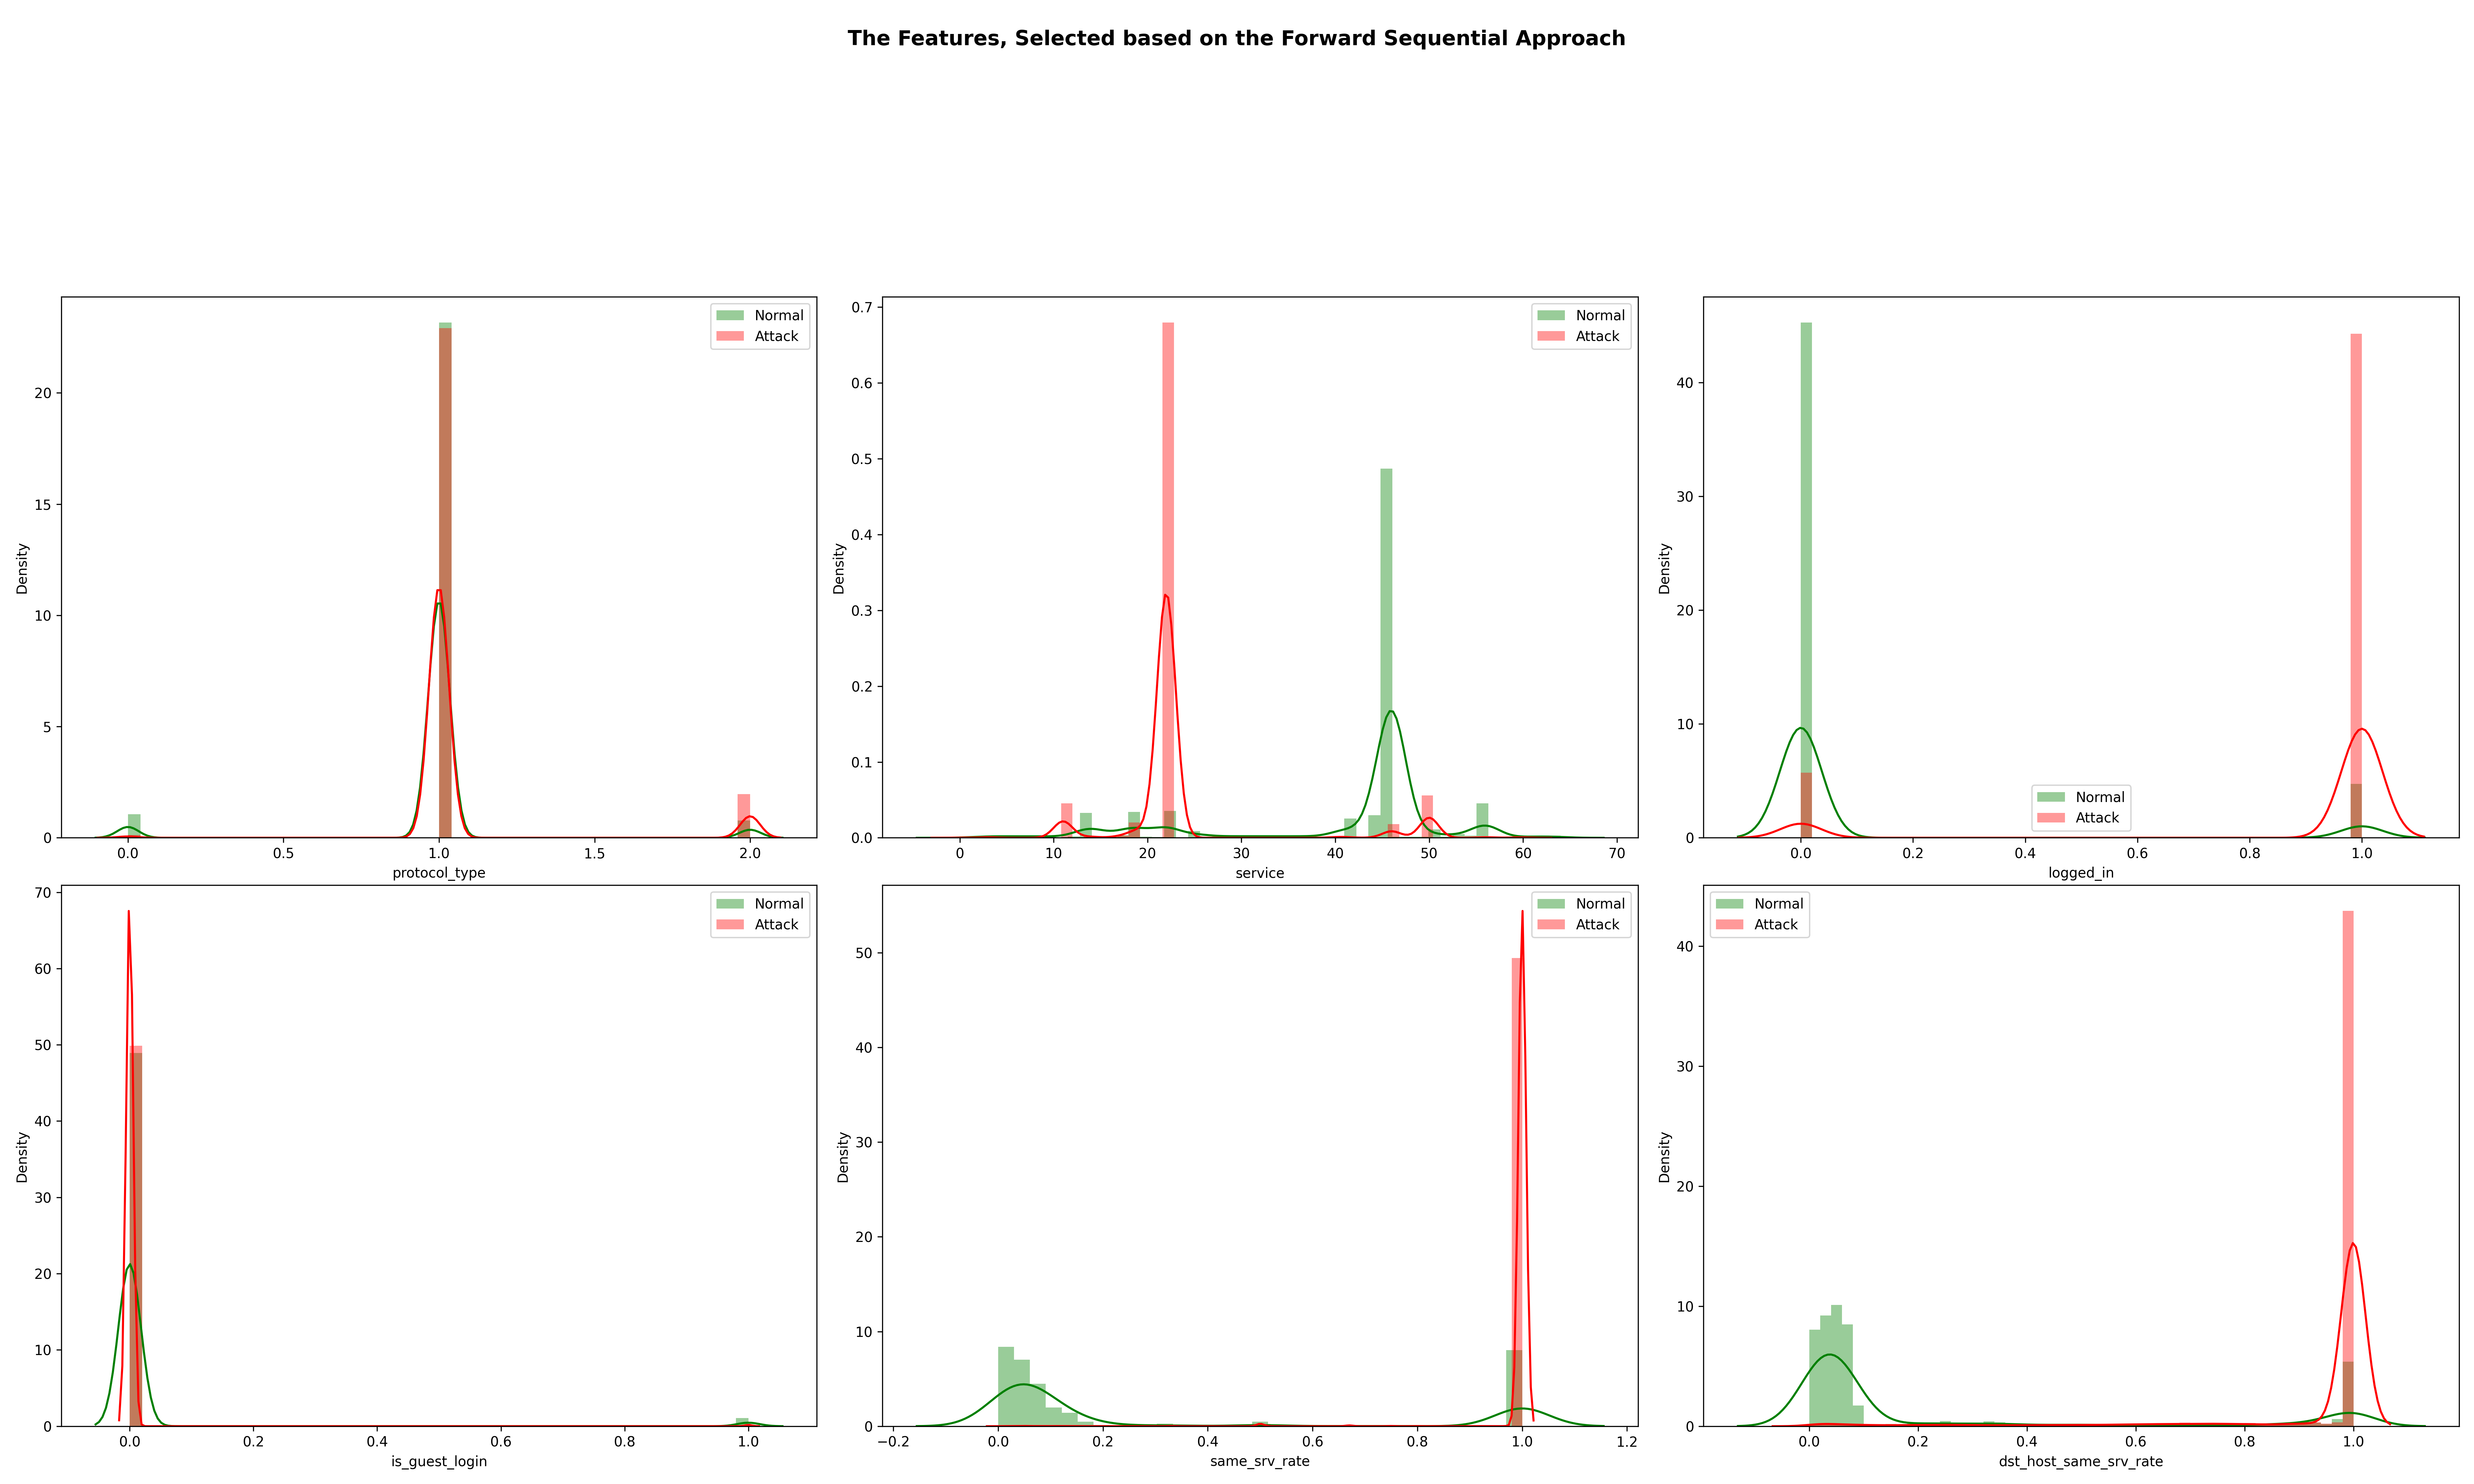 The Features, Selected based on the Forward Sequential Approach
Density
20
15
10
5
0
0.0 0.5 1.0 1.5 2.0
protocol_type
Normal
Attack
Density
0.7
0.6
0.5
0.4
0.3
0.2
0.1
0.0
0 10 20 30 40 50 60 70
service
Normal
Attack
Density
40
30
20
10
0
0.0 0.2 0.4 0.6 0.8 1.0
logged_in
Normal
Attack
Density
70
60
50
40
30
20
10
0
0.0 0.2 0.4 0.6 0.8 1.0
is_guest_login
Normal
Attack
Density
50
40
30
20
10
0
−0.2 0.0 0.2 0.4 0.6 0.8 1.0 1.2
same_srv_rate
Normal
Attack
Density
40
30
20
10
0
0.0 0.2 0.4 0.6 0.8 1.0
dst_host_same_srv_rate
Normal
Attack